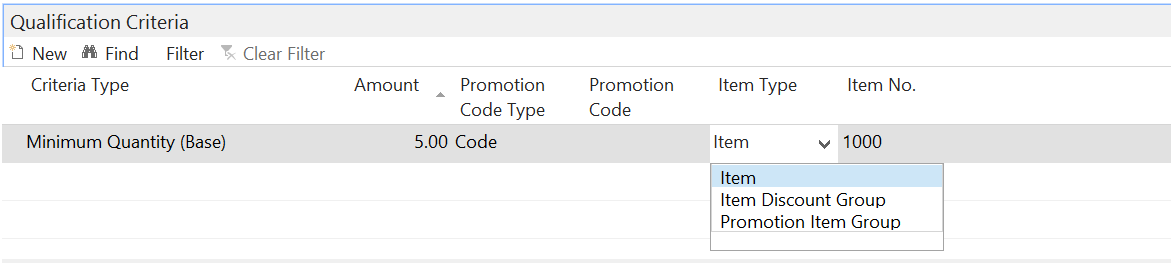 Qualification Criteria
New Find Filter Clear Filter
Criteria Type Amount Promotion Code Type Promotion Code Item Type Item No.
Minimum Quantity (Base) 5.00 Code Item 1000
Item
Item Discount Group
Promotion Item Group